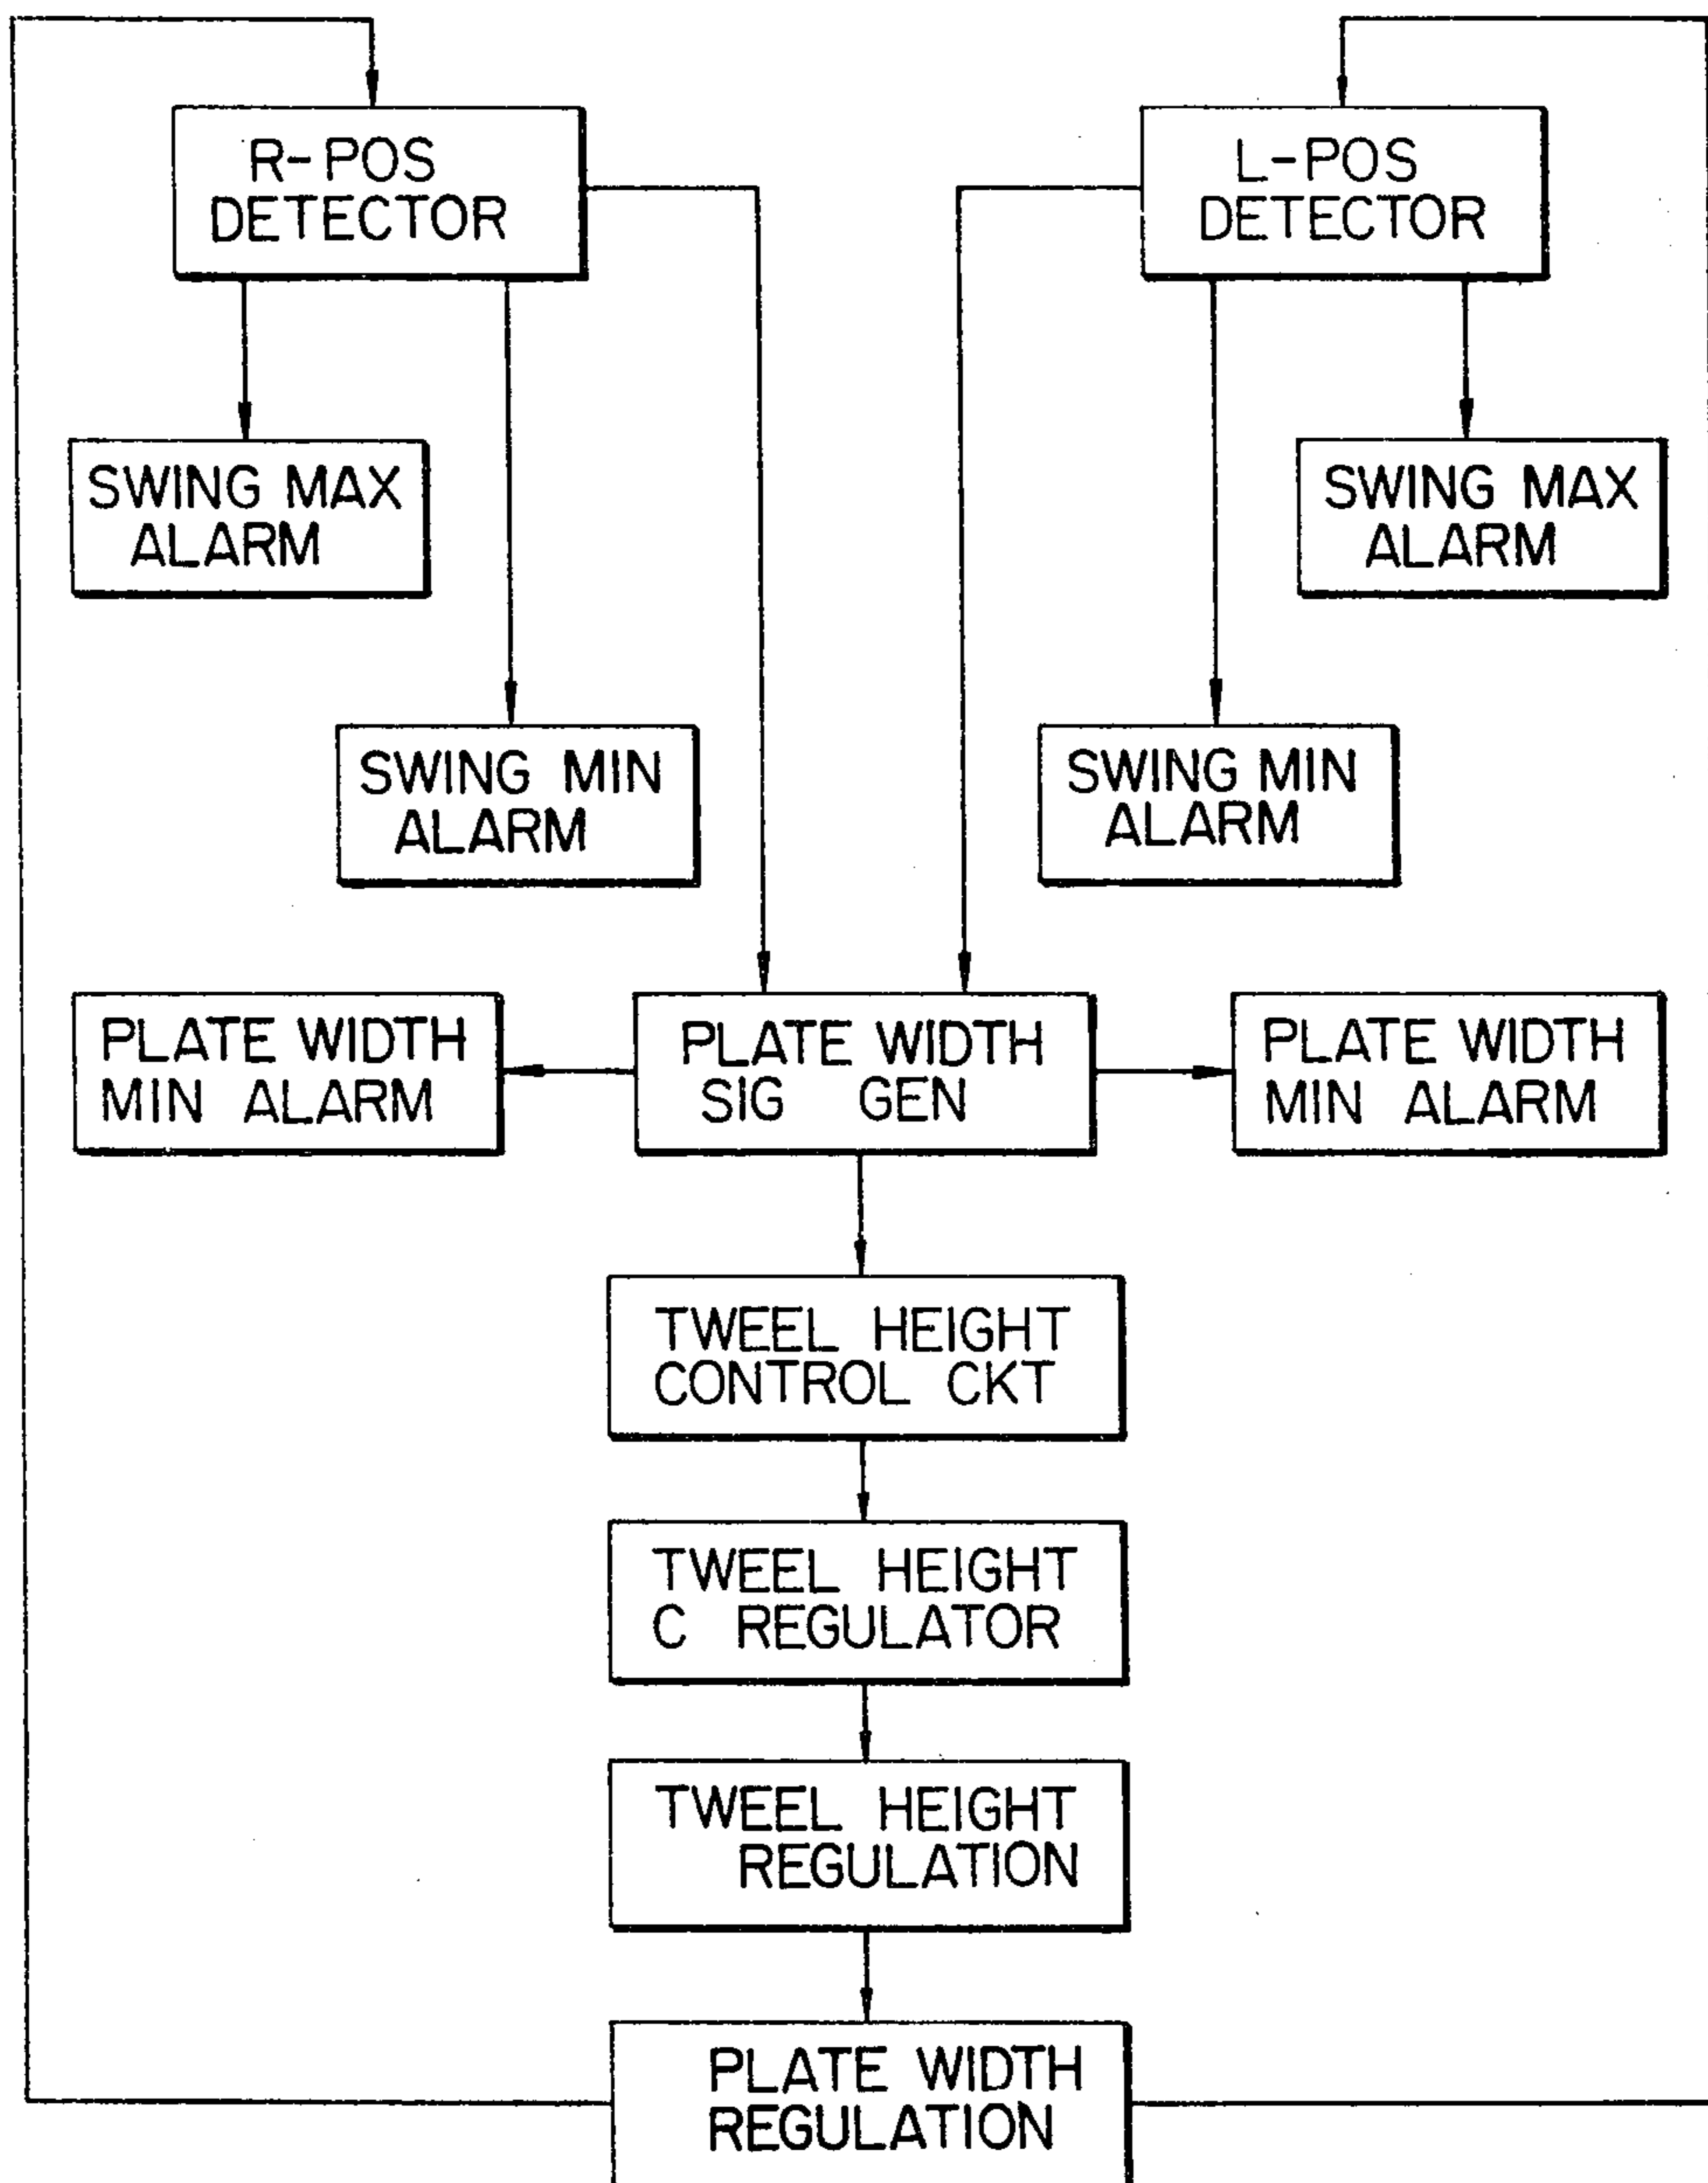 R-POS
DETECTOR
L-POS
DETECTOR
SWING MAX
ALARM
SWING MAX
ALARM
SWING MIN
ALARM
SWING MIN
ALARM
PLATE WIDTH
MIN ALARM
PLATE WIDTH
SIG GEN
PLATE WIDTH
MIN ALARM
TWEEL HEIGHT
CONTROL CKT
TWEEL HEIGHT
C REGULATOR
TWEEL HEIGHT
REGULATION
PLATE WIDTH
REGULATION